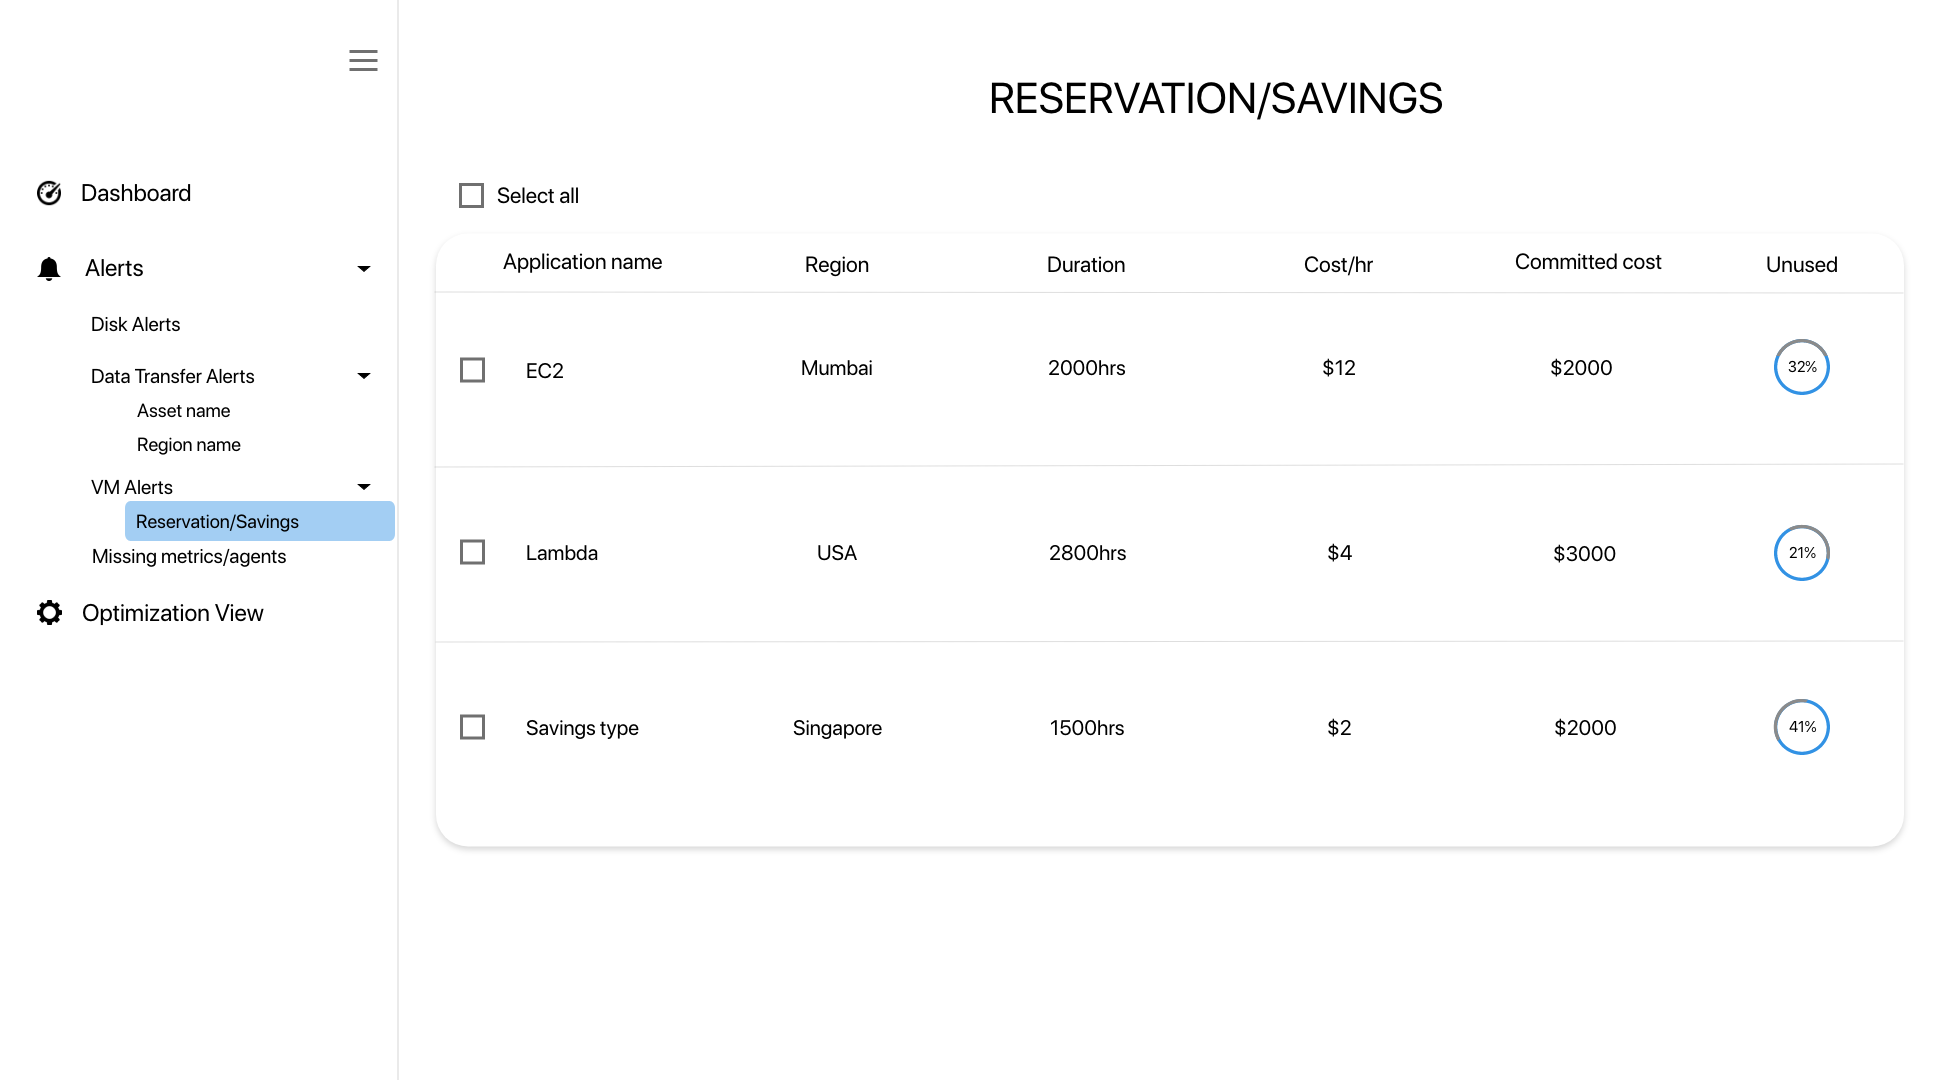 Dashboard
Alerts
Disk Alerts
Data Transfer Alerts
Asset name
Region name
VM Alerts
Reservation/Savings
Missing metrics/agents
Optimization View
RESERVATION/SAVINGS
Select all
Application name Region Duration Cost/hr Committed cost Unused
EC2 Mumbai 2000hrs $12 $2000 32%
Lambda USA 2800hrs $4 $3000 21%
Savings type Singapore 1500hrs $2 $2000 41%